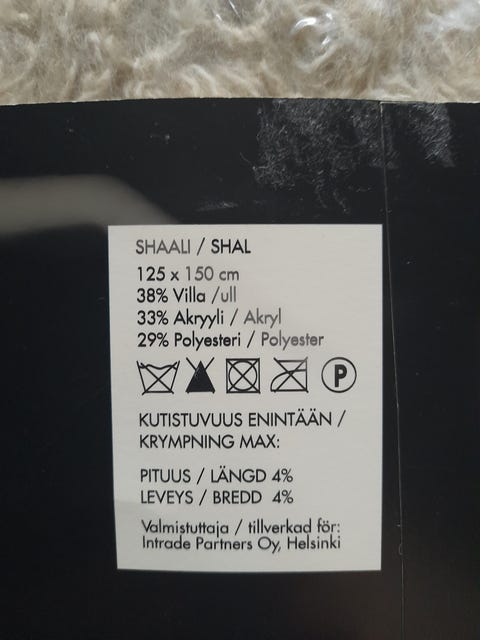 SHAALI / SHAL
125 x 150 cm
38% Villa /ull
33% Akryyli / Akryl
29% Polyesteri / Polyester
P
KUTISTUVUUS ENINTÄÄN /
KRYMPNING MAX:
PITUUS / LÄNGD 4%
LEVEYS / BREDD 4%
Valmistuttaja / tillverkad för:
Intrade Partners Oy, Helsinki